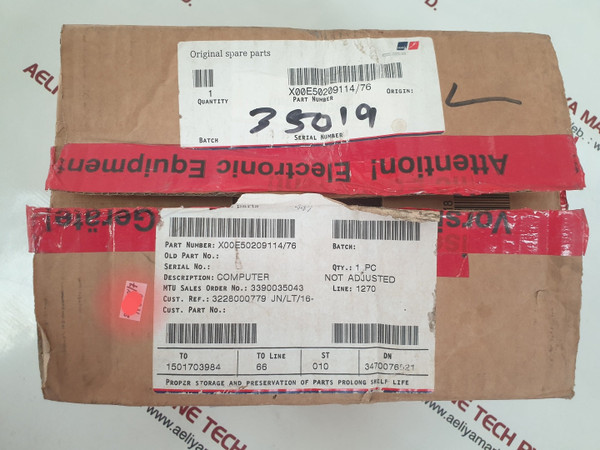 Original spare parts
1
QUANTITY
X00E50209114/76
PART NUMBER
ORIGIN:
35019
BATCH
SERIAL NUMBER
Attention! Electronic Equipment
Vorsi
Geräte!
PART NUMBER: X00E50209114/76
BATCH:
OLD PART NO.:
SERIAL NO.:
QTY.: 1 PC
DESCRIPTION: COMPUTER
NOT ADJUSTED
MTU SALES ORDER NO.: 3390035043
LINE: 1270
CUST. REF.: 3228000779 JN/LT/16-
CUST. PART NO.:
TO
TO LINE
ST
DN
1501703984
66
010
3470076521
PROPER STORAGE AND PRESERVATION OF PARTS PROLONG SHELF LIFE